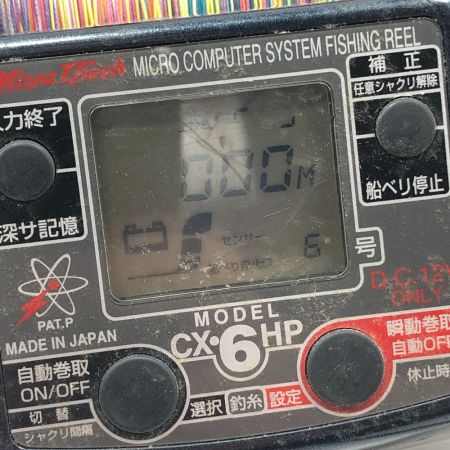 Miya Epoch MICRO COMPUTER SYSTEM FISHING REEL
入力終了
深サ記憶
補正
任意シャクリ解除
船ベリ停止
000M
センサー
6
号
D.C.12V
ONLY
PAT.P
MADE IN JAPAN
MODEL
CX・6HP
自動巻取
ON/OFF
切替
シャクリ間隔
選択 釣糸 設定
瞬動巻取
自動OFF
休止時